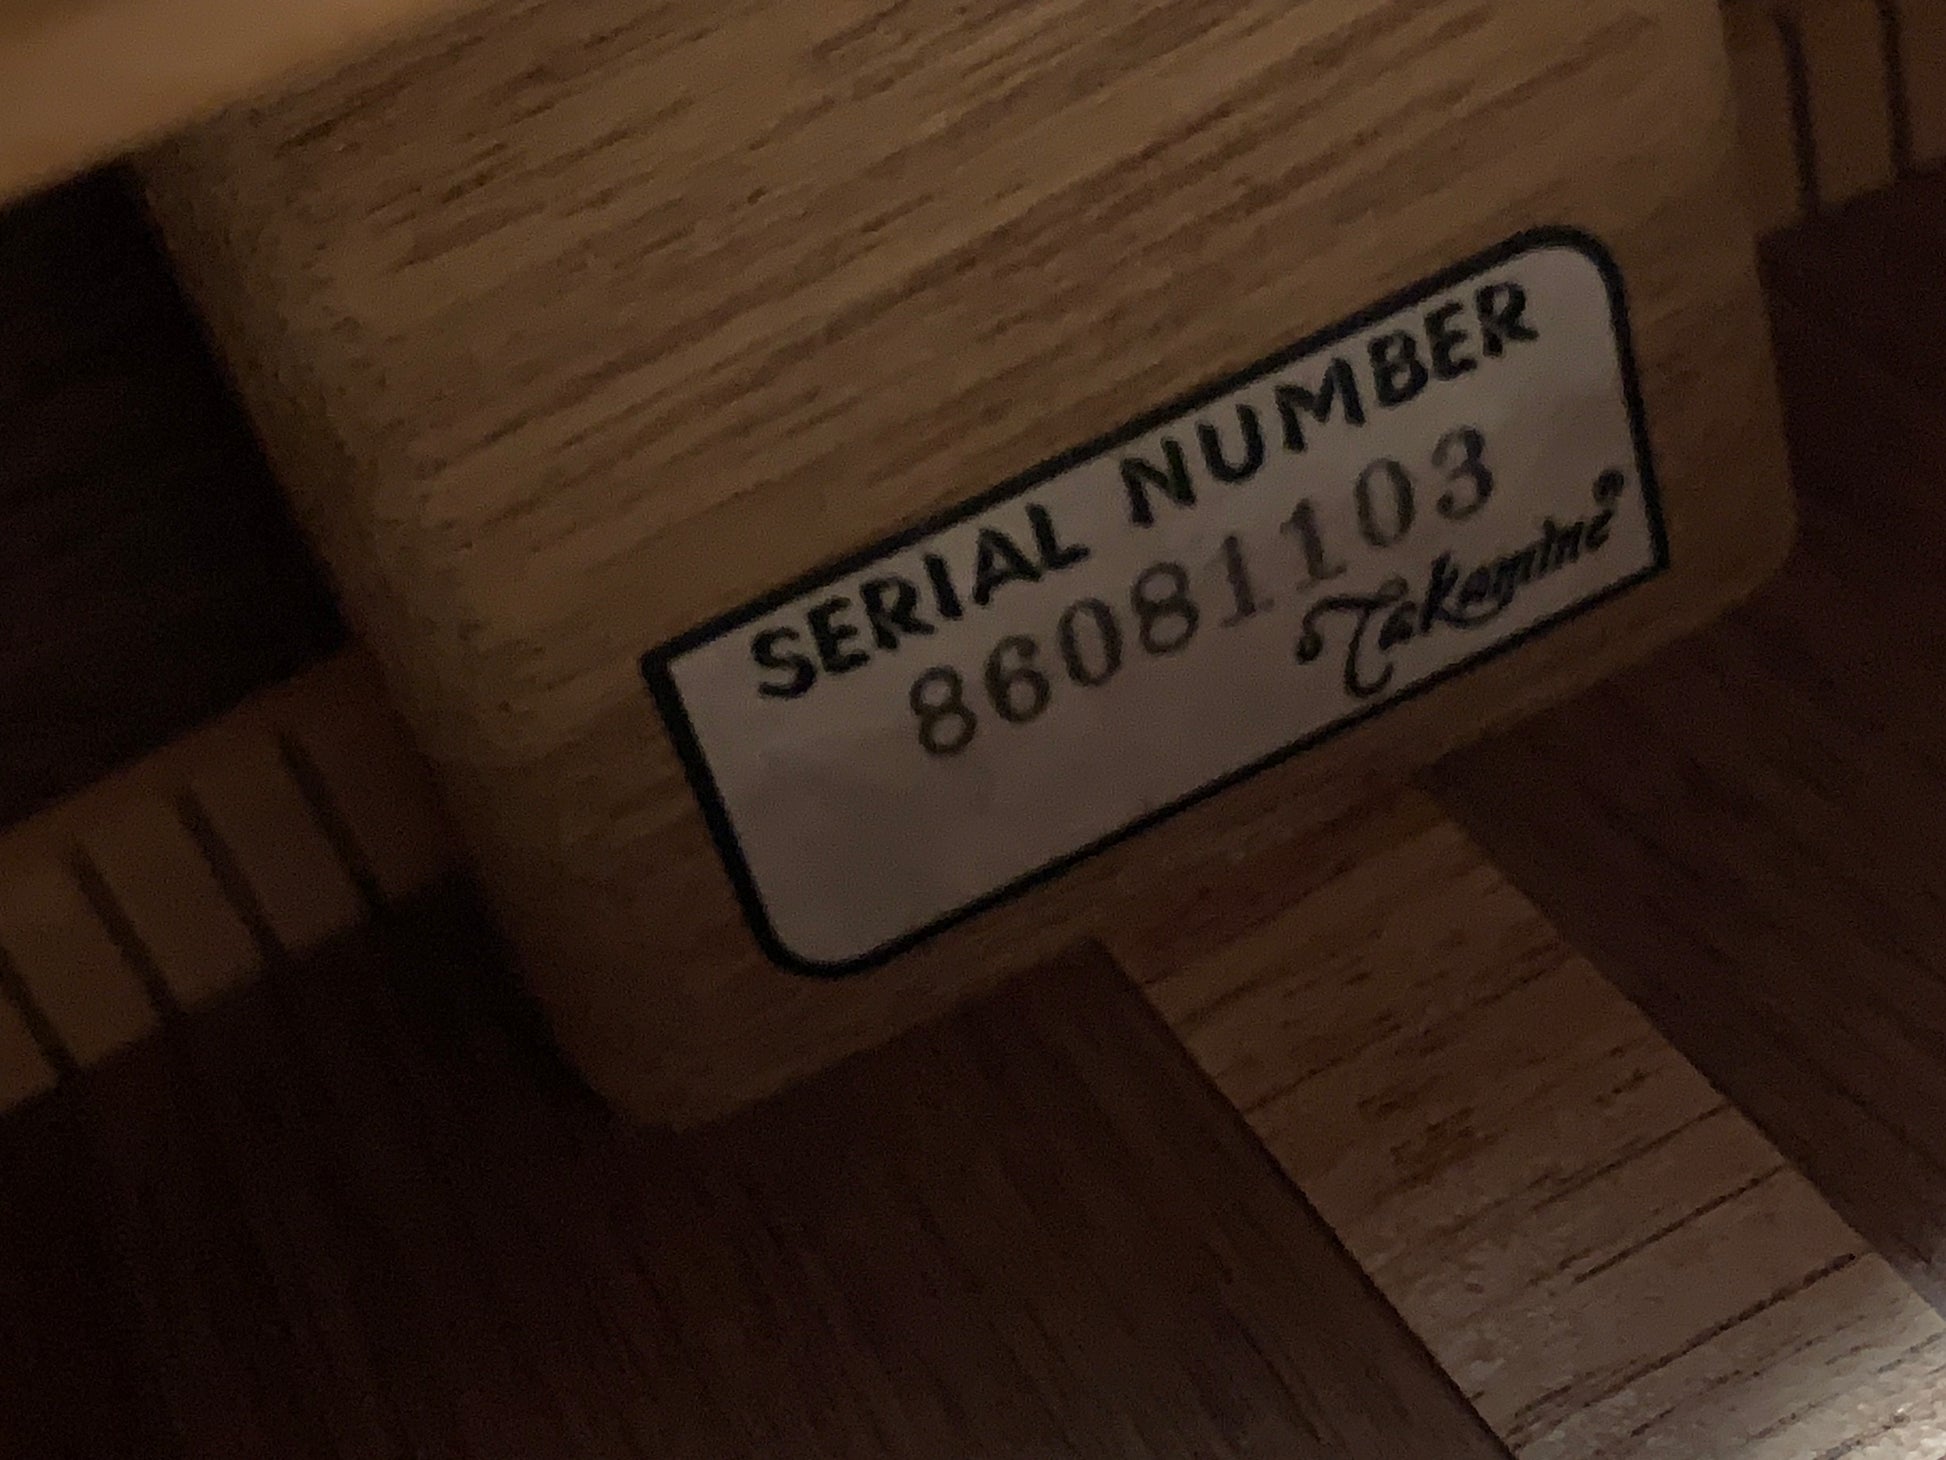 SERIAL NUMBER
86081103
Takamine